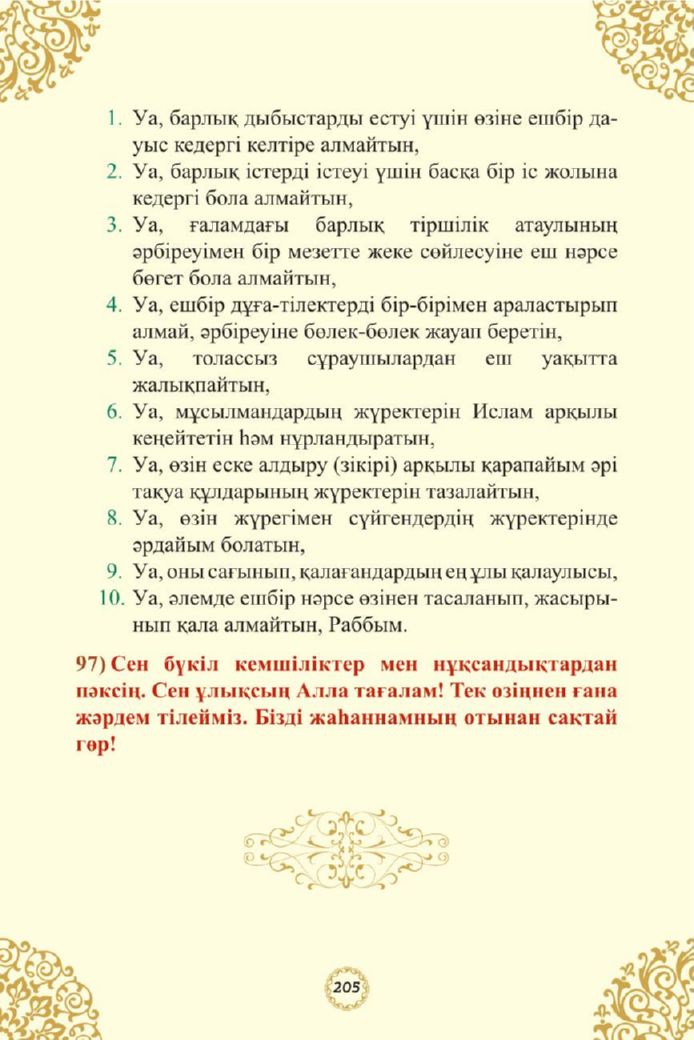 1. Уа, барлық дыбыстарды естуі үшін өзіне ешбір да-
уыс кедергі келтіре алмайтын,
2. Уа, барлық істерді істеуі үшін басқа бір іс жолына
кедергі бола алмайтын,
3. Уа, ғаламдағы барлық тіршілік атаулының
әрбіреуімен бір мезетте жеке сөйлесуіне еш нәрсе
бөгет бола алмайтын,
4. Уа, ешбір дұға-тілектерді бір-бірімен араластырып
алмай, әрбіреуіне бөлек-бөлек жауап беретін,
5. Уа, толассыз сұраушылардан еш уақытта
жалықпайтын,
6. Уа, мұсылмандардың жүректерін Ислам арқылы
кеңейтетін һәм нұрландыратын,
7. Уа, өзін еске алдыру (зікірі) арқылы қарапайым әрі
тақуа құлдарының жүректерін тазалайтын,
8. Уа, өзін жүрегімен сүйгендердің жүректерінде
әрдайым болатын,
9. Уа, оны сағынып, қалағандардың ең ұлы қалаулысы,
10. Уа, әлемде ешбір нәрсе өзінен тасаланып, жасыры-
нып қала алмайтын, Раббым.
97) Сен бүкіл кемшіліктер мен нұқсандықтардан
пәксің. Сен ұлықсың Алла тағалам! Тек өзіңнен ғана
жәрдем тілейміз. Бізді жаһаннамның отынан сақтай
гөр!
205